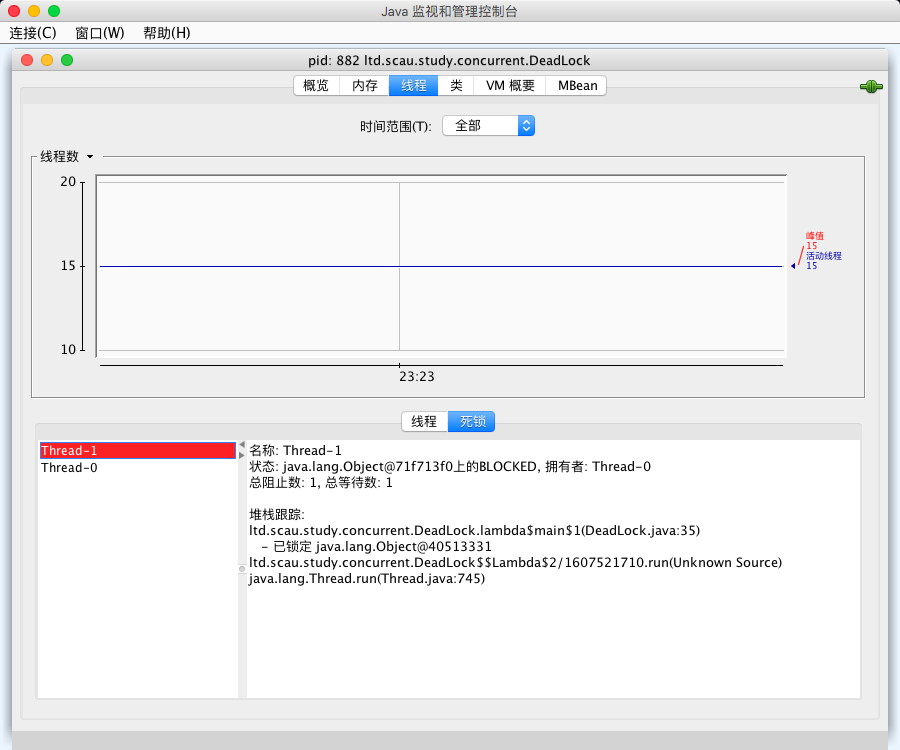 Java 监视和管理控制台
连接(C) 窗口(W) 帮助(H)
pid: 882 ltd.scau.study.concurrent.DeadLock
概览 内存 线程 类 VM 概要 MBean
时间范围(T): 全部
线程数
20
15
10
峰值
15
活动线程
15
23:23
线程 死锁
Thread-1
Thread-0
名称: Thread-1
状态: java.lang.Object@71f713f0上的BLOCKED, 拥有者: Thread-0
总阻止数: 1, 总等待数: 1
堆栈跟踪:
ltd.scau.study.concurrent.DeadLock.lambda$main$1(DeadLock.java:35)
- 已锁定 java.lang.Object@40513331
ltd.scau.study.concurrent.DeadLock$$Lambda$2/1607521710.run(Unknown Source)
java.lang.Thread.run(Thread.java:745)